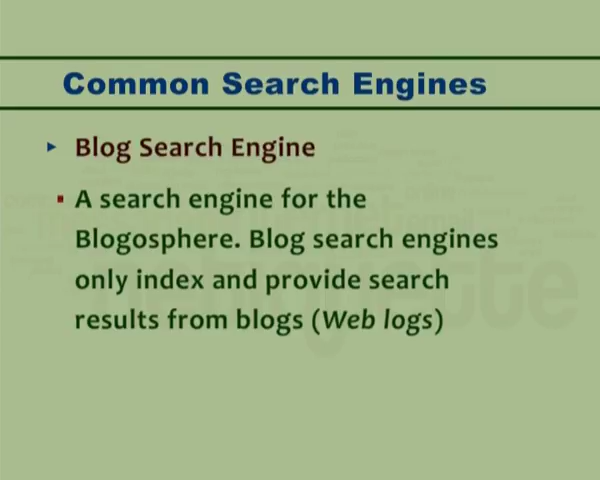 Common Search Engines
Blog Search Engine
A search engine for the
Blogosphere. Blog search engines
only index and provide search
results from blogs (Web logs)